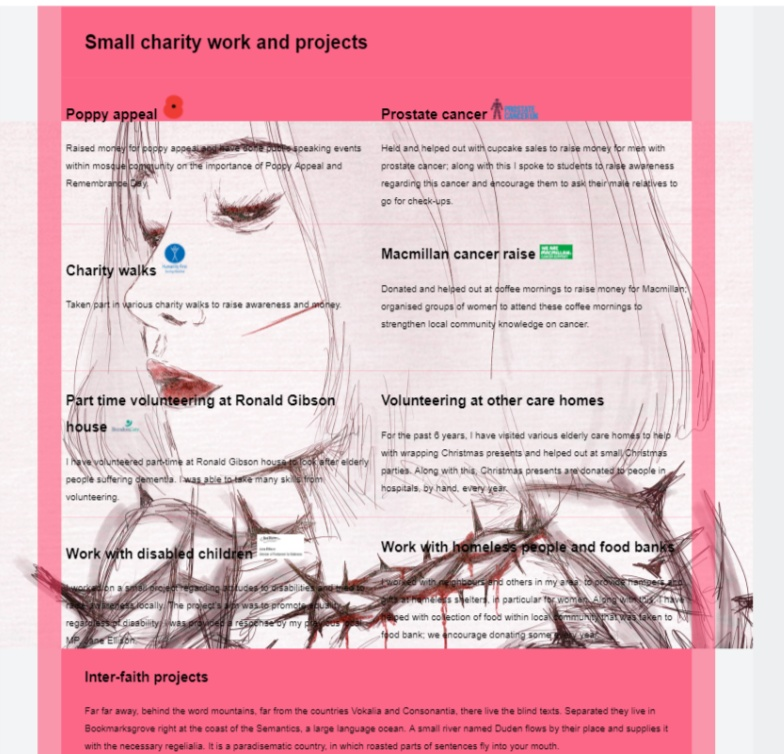 Small charity work and projects
Poppy appeal
Raised money for poppy appeal and have done public speaking events
within mosque community on the importance of Poppy Appeal and
Remembrance Day.
Prostate cancer
PROSTATE
CANCER UK
Held and helped out with cupcake sales to raise money for men with
prostate cancer; along with this I spoke to students to raise awareness
regarding this cancer and encourage them to ask their male relatives to
go for check-ups.
Charity walks
Taken part in various charity walks to raise awareness and money.
Macmillan cancer raise
WE ARE
MACMILLAN.
Donated and helped out at coffee mornings to raise money for Macmillan;
organised groups of women to attend these coffee mornings to
strengthen local community knowledge on cancer.
Part time volunteering at Ronald Gibson
house
I have volunteered part-time at Ronald Gibson house to look after elderly
people suffering dementia. I was able to take many skills from
volunteering.
Volunteering at other care homes
For the past 6 years, I have visited various elderly care homes to help
with wrapping Christmas presents and helped out at small Christmas
parties. Along with this, Christmas presents are donated to people in
hospitals, by hand, every year.
Work with disabled children
I worked on a small project regarding attitudes to disabilities and tried to
raise awareness locally. The project's aim was to promote equality
regardless of disability. I was provided a response by my previous local
MP, Jane Ellison.
Work with homeless people and food banks
I worked with neighbours and others in my area, to provide hampers and
gifts at homeless shelters, in particular for women. Along with this, I have
helped with collection of food within local community that was taken to
food bank; we encourage donating some every year.
Inter-faith projects
Far far away, behind the word mountains, far from the countries Vokalia and Consonantia, there live the blind texts. Separated they live in
Bookmarksgrove right at the coast of the Semantics, a large language ocean. A small river named Duden flows by their place and supplies it
with the necessary regelialia. It is a paradisematic country, in which roasted parts of sentences fly into your mouth.